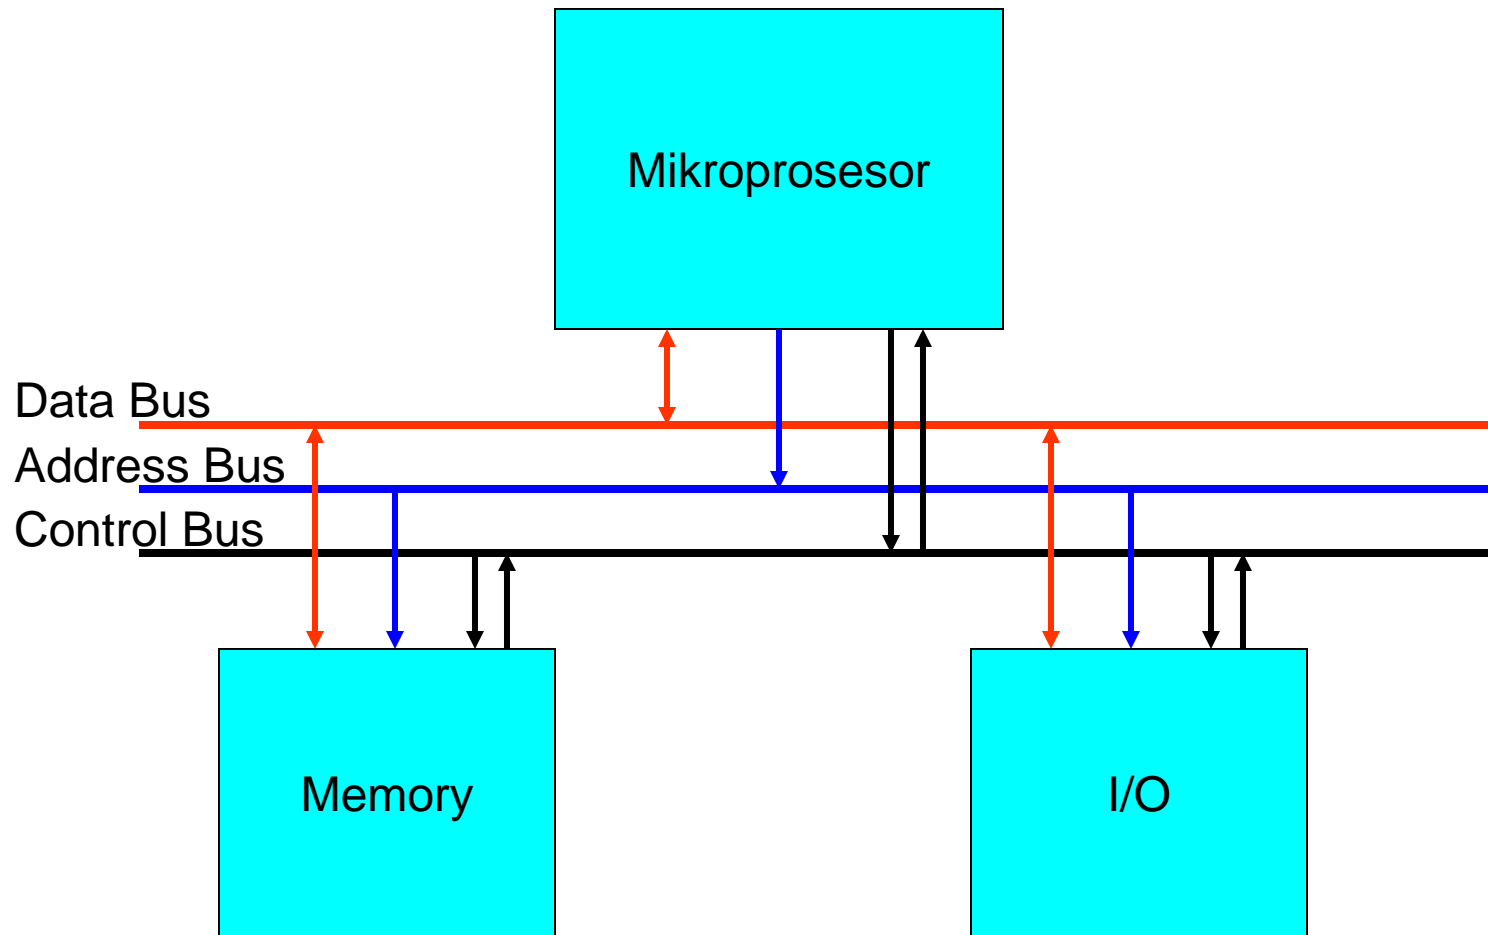 Mikroprosesor
Data Bus
Address Bus
Control Bus
Memory
I/O